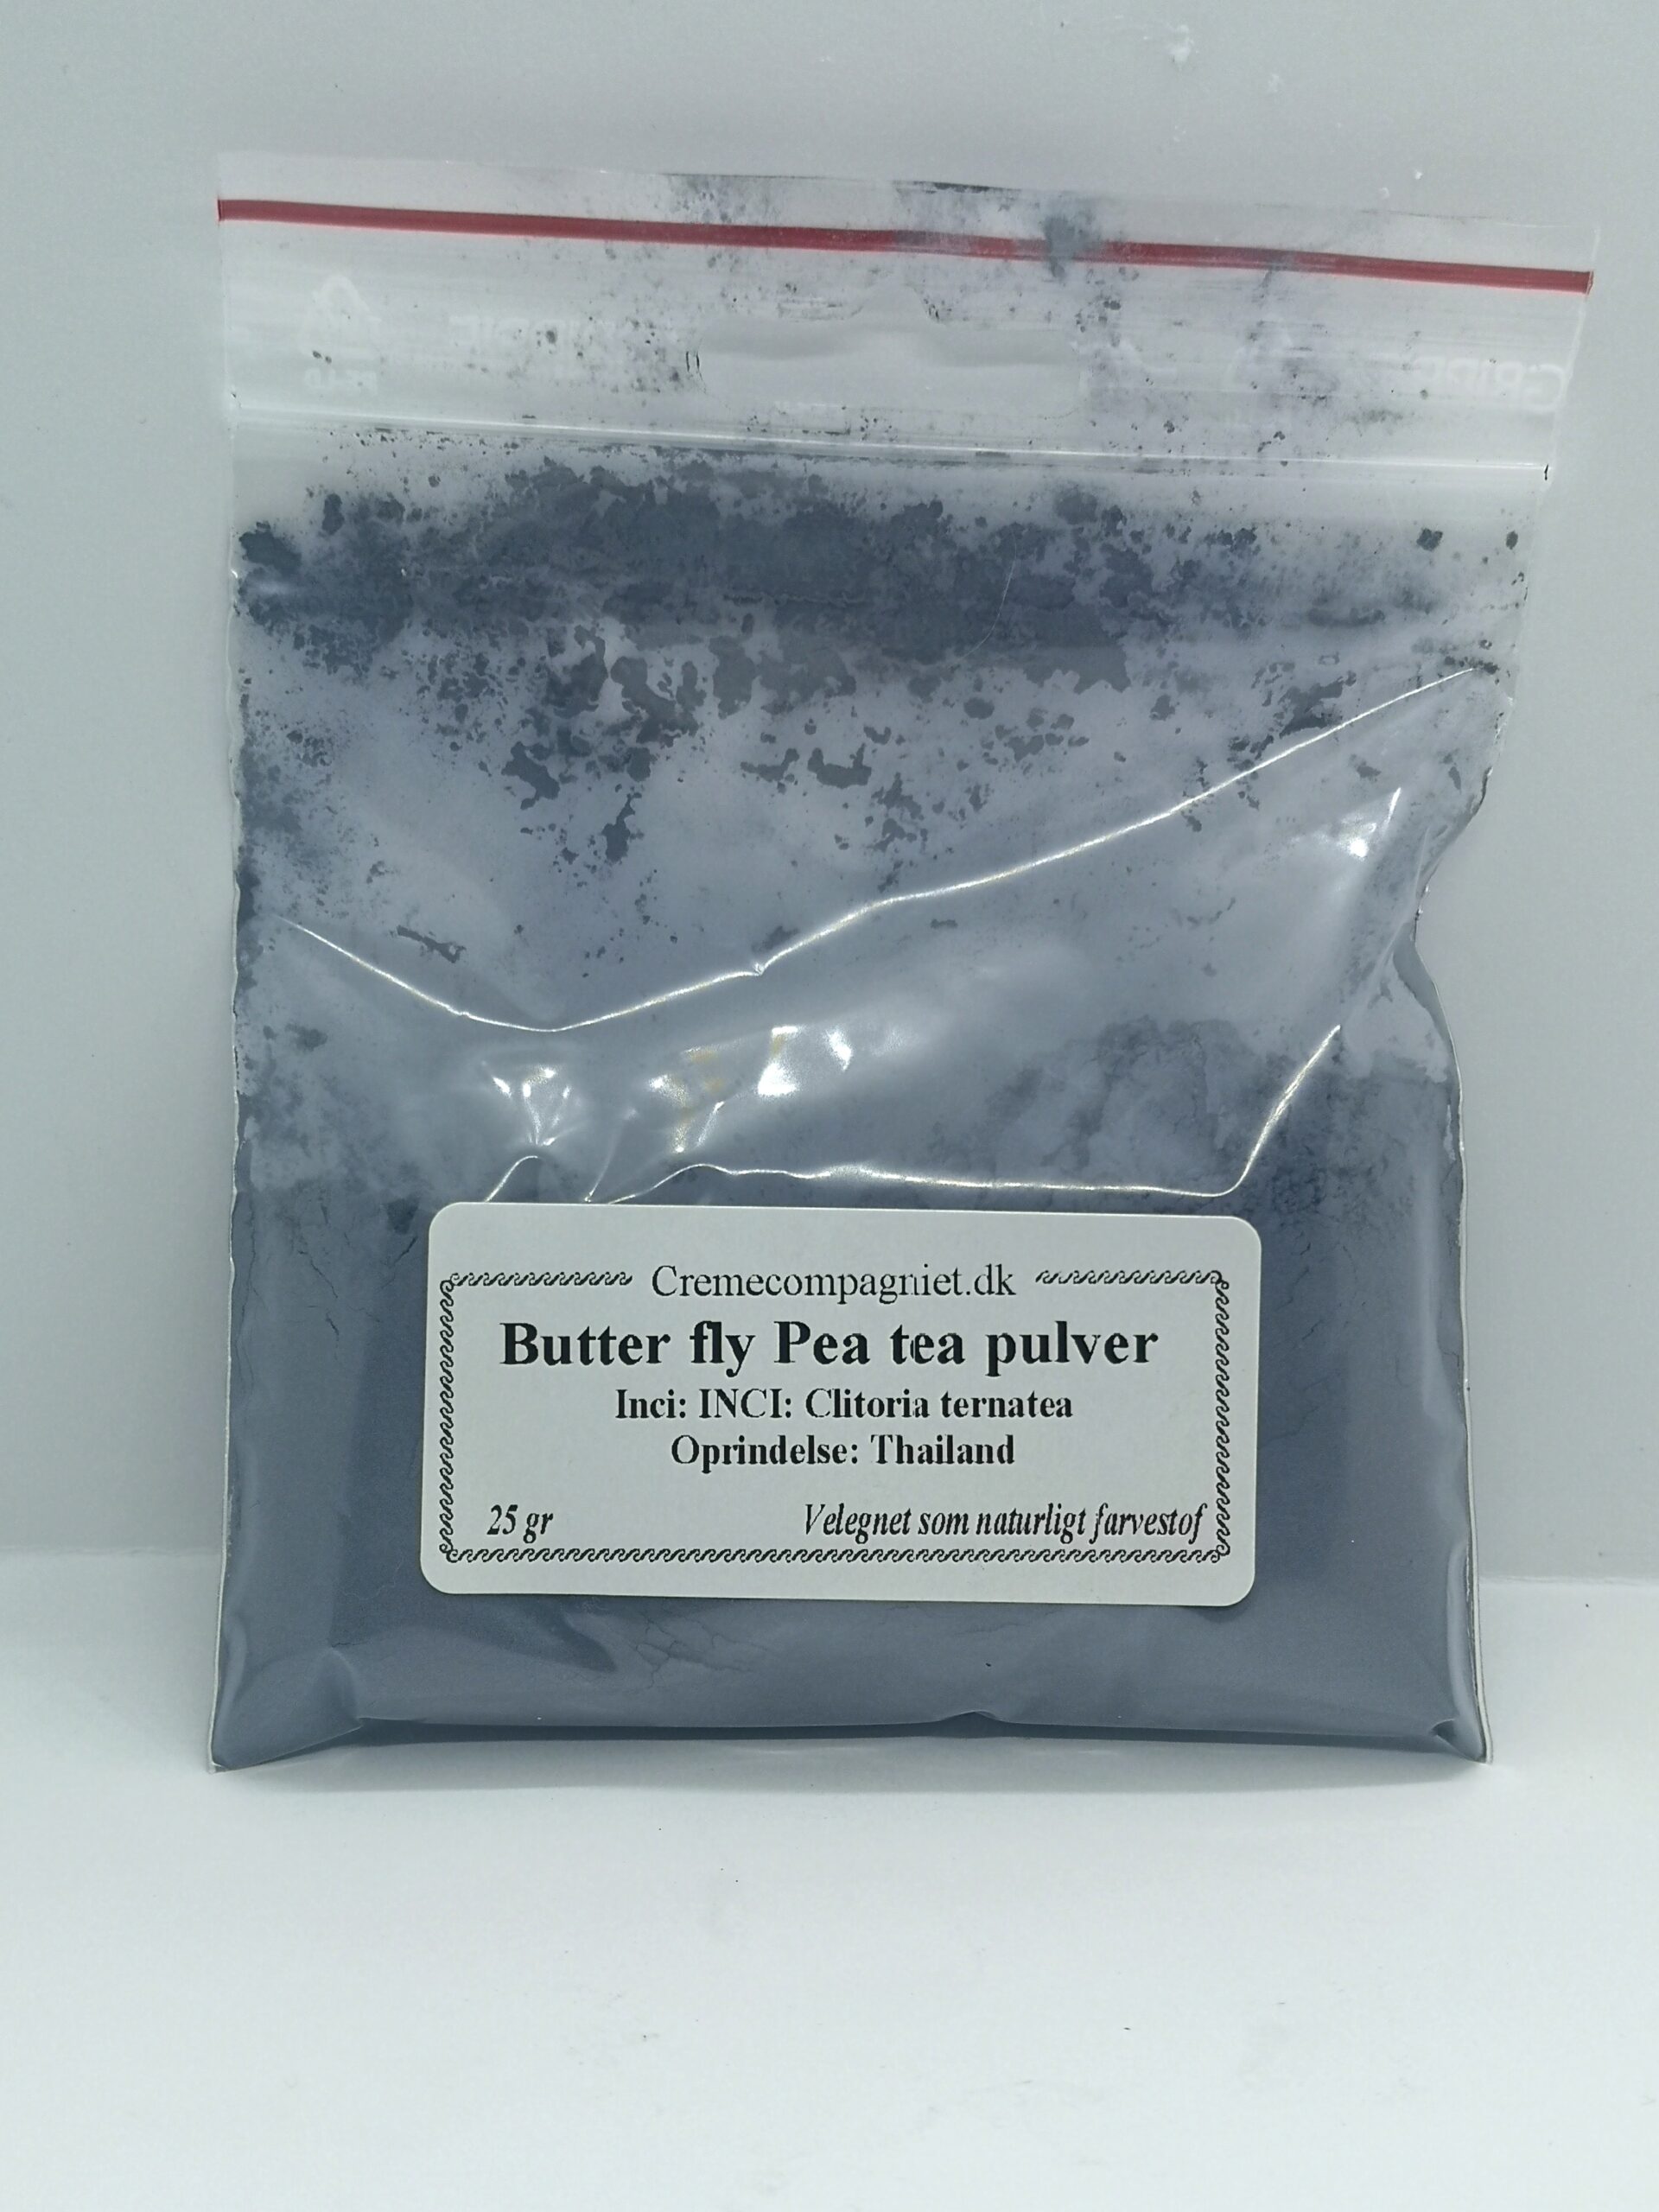 Cremecompagniet.dk
Butter fly Pea tea pulver
Inci: INCI: Clitoria ternatea
Oprindelse: Thailand
25 gr Velegnet som naturligt farvestof